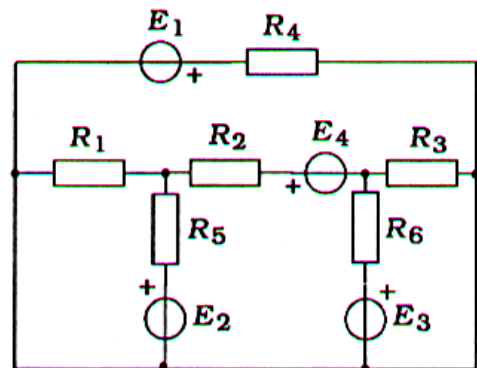 E₁ R₄
+
R₁ R₂ E₄ R₃
+
R₅ R₆
+ +
E₂ E₃